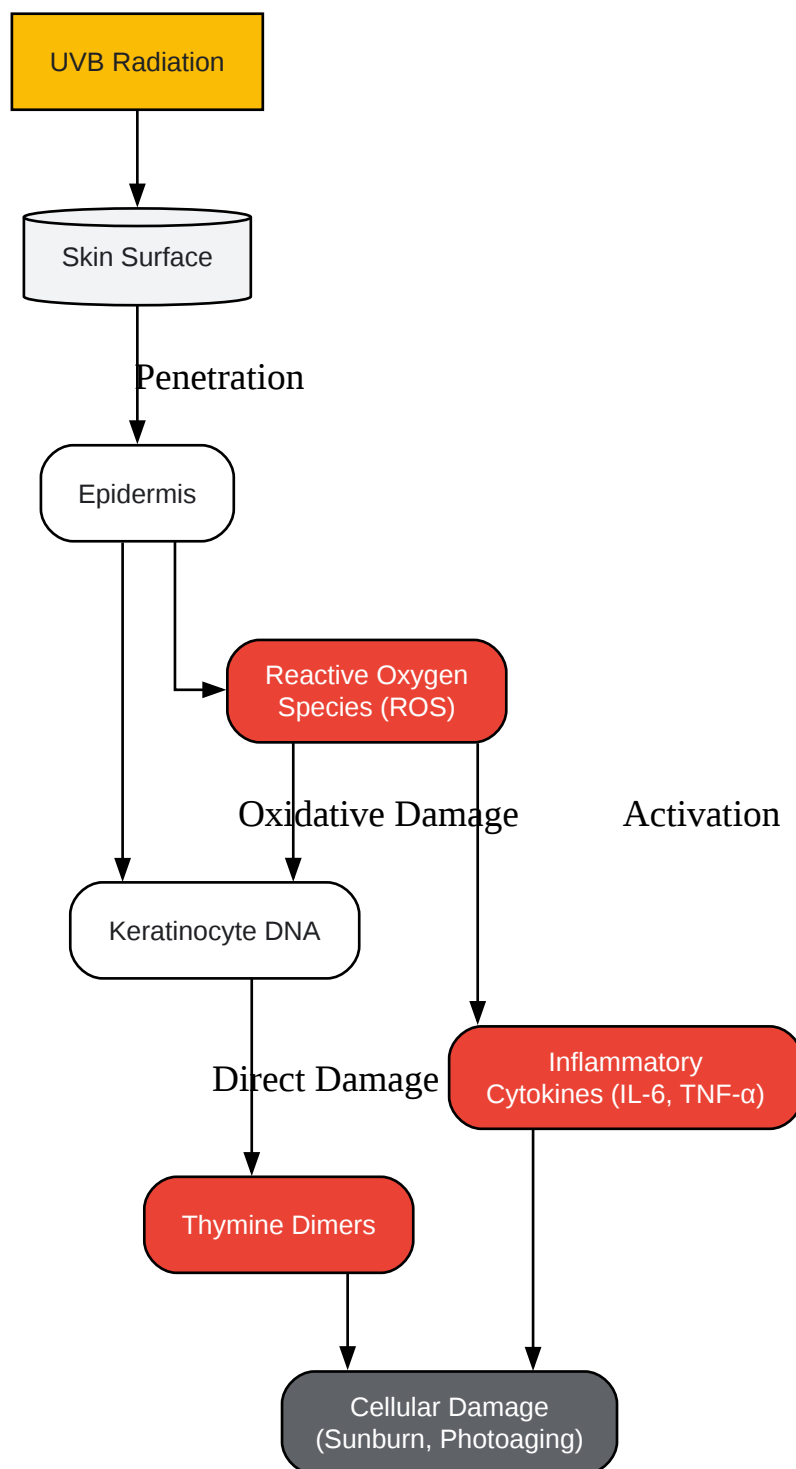 UVB Radiation
Skin Surface
Penetration
Epidermis
Reactive Oxygen
Species (ROS)
Oxidative Damage
Activation
Keratinocyte DNA
Inflammatory
Cytokines (IL-6, TNF-α)
Direct Damage
Thymine Dimers
Cellular Damage
(Sunburn, Photoaging)